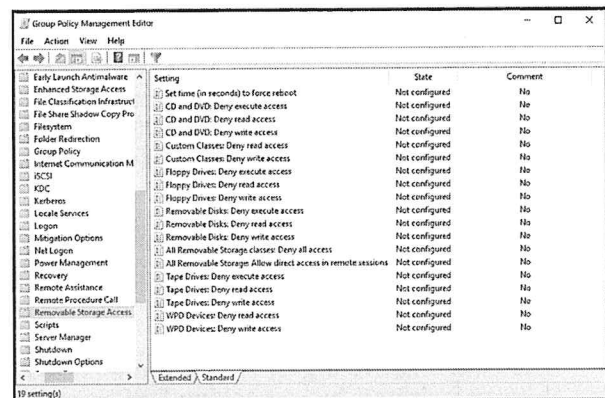 Group Policy Management Editor
File Action View Help
Early Launch Antimalware
Enhanced Storage Access
File Classification Infrastruct
File Share Shadow Copy Pro
Filesystem
Folder Redirection
Group Policy
Internet Communication M
iSCSI
KDC
Kerberos
Locale Services
Logon
Mitigation Options
Net Logon
Power Management
Recovery
Remote Assistance
Remote Procedure Call
Removable Storage Access
Scripts
Server Manager
Shutdown
Shutdown Options
Setting State Comment
Set time (in seconds) to force reboot Not configured No
CD and DVD: Deny execute access Not configured No
CD and DVD: Deny read access Not configured No
CD and DVD: Deny write access Not configured No
Custom Classes: Deny read access Not configured No
Custom Classes: Deny write access Not configured No
Floppy Drives: Deny execute access Not configured No
Floppy Drives: Deny read access Not configured No
Floppy Drives: Deny write access Not configured No
Removable Disks: Deny execute access Not configured No
Removable Disks: Deny read access Not configured No
Removable Disks: Deny write access Not configured No
All Removable Storage classes: Deny all access Not configured No
All Removable Storage: Allow direct access in remote sessions Not configured No
Tape Drives: Deny execute access Not configured No
Tape Drives: Deny read access Not configured No
Tape Drives: Deny write access Not configured No
WPD Devices: Deny read access Not configured No
WPD Devices: Deny write access Not configured No
Extended Standard
19 setting(s)